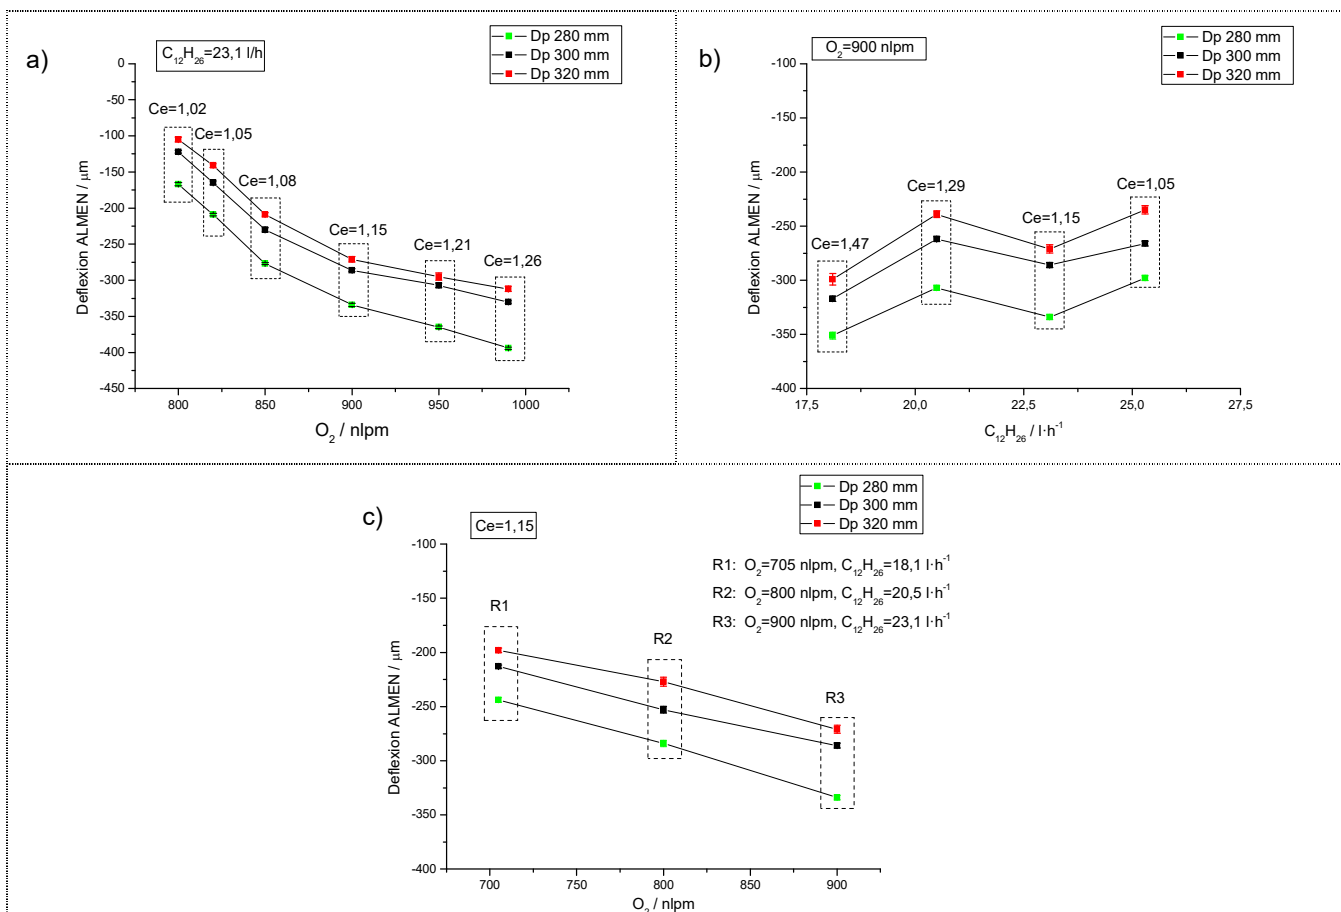 a)
C12H26=23,1 l/h
Dp 280 mm
Dp 300 mm
Dp 320 mm
Deflexion ALMEN / μm
0
-50
-100
-150
-200
-250
-300
-350
-400
-450
Ce=1,02
Ce=1,05
Ce=1,08
Ce=1,15
Ce=1,21
Ce=1,26
800
850
900
950
1000
O2 / nlpm
b)
O2=900 nlpm
Dp 280 mm
Dp 300 mm
Dp 320 mm
Deflexion ALMEN / μm
-100
-150
-200
-250
-300
-350
-400
Ce=1,47
Ce=1,29
Ce=1,15
Ce=1,05
17,5
20,0
22,5
25,0
27,5
C12H26 / l·h-1
c)
Ce=1,15
Dp 280 mm
Dp 300 mm
Dp 320 mm
R1: O2=705 nlpm, C12H26=18,1 l·h-1
R2: O2=800 nlpm, C12H26=20,5 l·h-1
R3: O2=900 nlpm, C12H26=23,1 l·h-1
Deflexion ALMEN / μm
-100
-150
-200
-250
-300
-350
-400
R1
R2
R3
700
750
800
850
900
O2 / nlpm